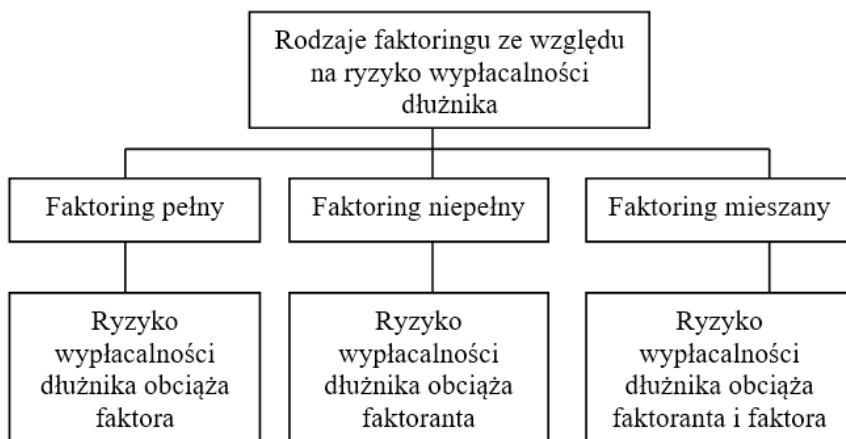 Rodzaje faktoringu ze względu
na ryzyko wypłacalności
dłużnika
Faktoring pełny
Faktoring niepełny
Faktoring mieszany
Ryzyko
wypłacalności
dłużnika obciąża
faktora
Ryzyko
wypłacalności
dłużnika obciąża
faktoranta
Ryzyko
wypłacalności
dłużnika obciąża
faktoranta i faktora